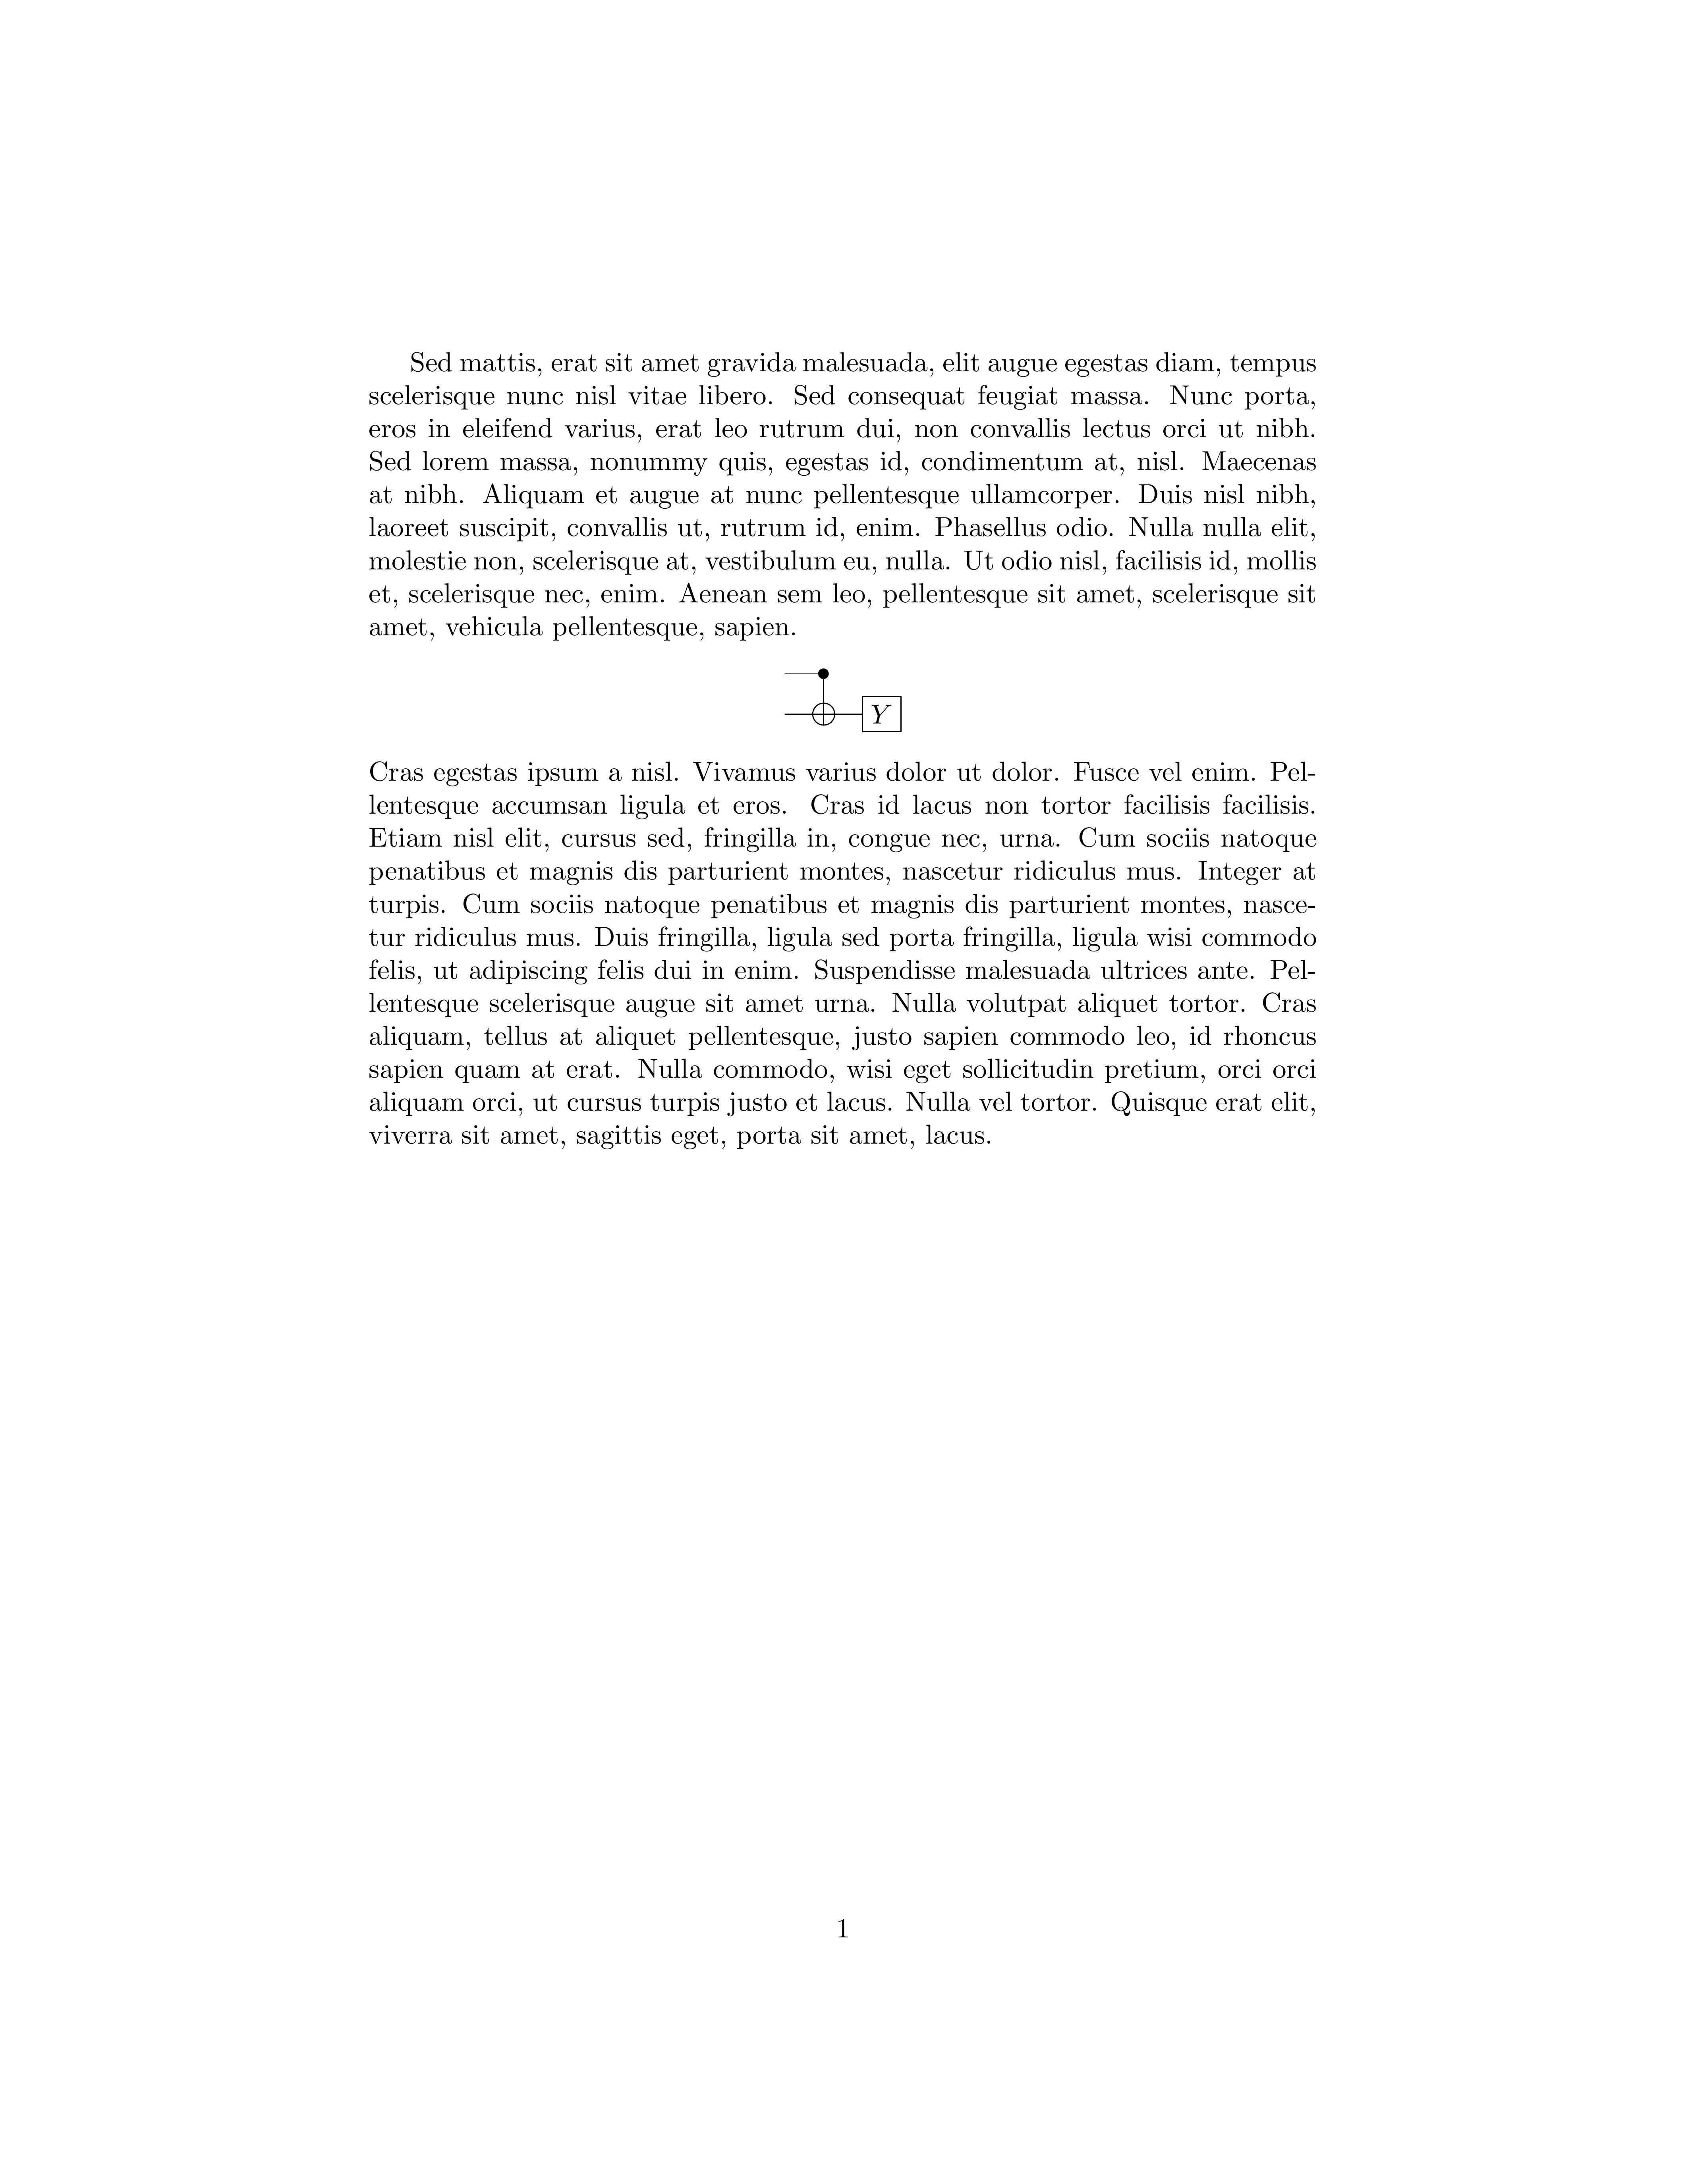 Sed mattis, erat sit amet gravida malesuada, elit augue egestas diam, tempus
scelerisque nunc nisl vitae libero. Sed consequat feugiat massa. Nunc porta,
eros in eleifend varius, erat leo rutrum dui, non convallis lectus orci ut nibh.
Sed lorem massa, nonummy quis, egestas id, condimentum at, nisl. Maecenas
at nibh. Aliquam et augue at nunc pellentesque ullamcorper. Duis nisl nibh,
laoreet suscipit, convallis ut, rutrum id, enim. Phasellus odio. Nulla nulla elit,
molestie non, scelerisque at, vestibulum eu, nulla. Ut odio nisl, facilisis id, mollis
et, scelerisque nec, enim. Aenean sem leo, pellentesque sit amet, scelerisque sit
amet, vehicula pellentesque, sapien.
Y
Cras egestas ipsum a nisl. Vivamus varius dolor ut dolor. Fusce vel enim. Pel-
lentesque accumsan ligula et eros. Cras id lacus non tortor facilisis facilisis.
Etiam nisl elit, cursus sed, fringilla in, congue nec, urna. Cum sociis natoque
penatibus et magnis dis parturient montes, nascetur ridiculus mus. Integer at
turpis. Cum sociis natoque penatibus et magnis dis parturient montes, nasce-
tur ridiculus mus. Duis fringilla, ligula sed porta fringilla, ligula wisi commodo
felis, ut adipiscing felis dui in enim. Suspendisse malesuada ultrices ante. Pel-
lentesque scelerisque augue sit amet urna. Nulla volutpat aliquet tortor. Cras
aliquam, tellus at aliquet pellentesque, justo sapien commodo leo, id rhoncus
sapien quam at erat. Nulla commodo, wisi eget sollicitudin pretium, orci orci
aliquam orci, ut cursus turpis justo et lacus. Nulla vel tortor. Quisque erat elit,
viverra sit amet, sagittis eget, porta sit amet, lacus.
1